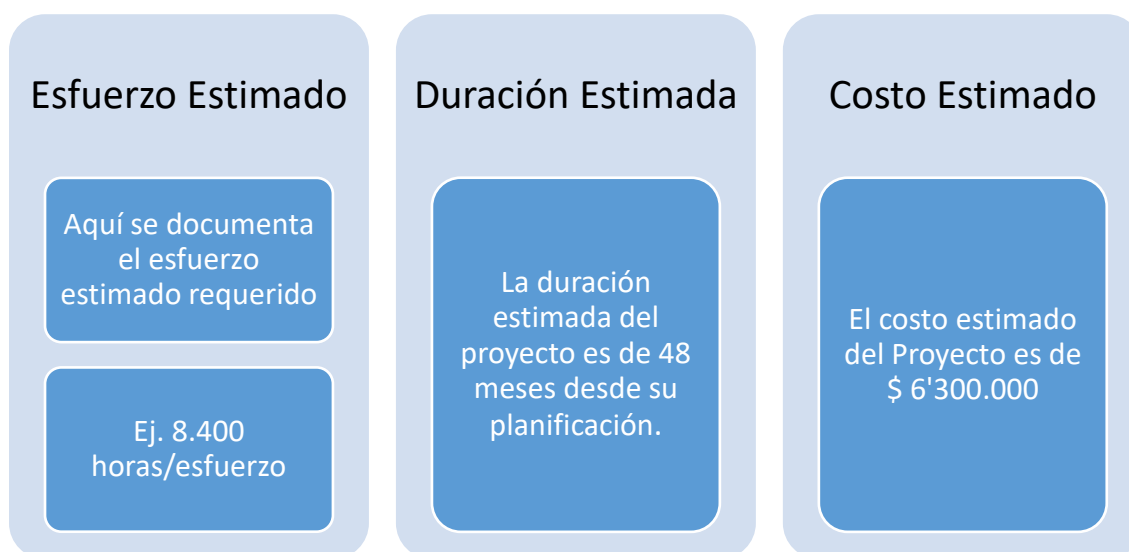 Esfuerzo Estimado
Aquí se documenta
el esfuerzo
estimado requerido
Ej. 8.400
horas/esfuerzo
Duración Estimada
La duración
estimada del
proyecto es de 48
meses desde su
planificación.
Costo Estimado
El costo estimado
del Proyecto es de
$ 6'300.000